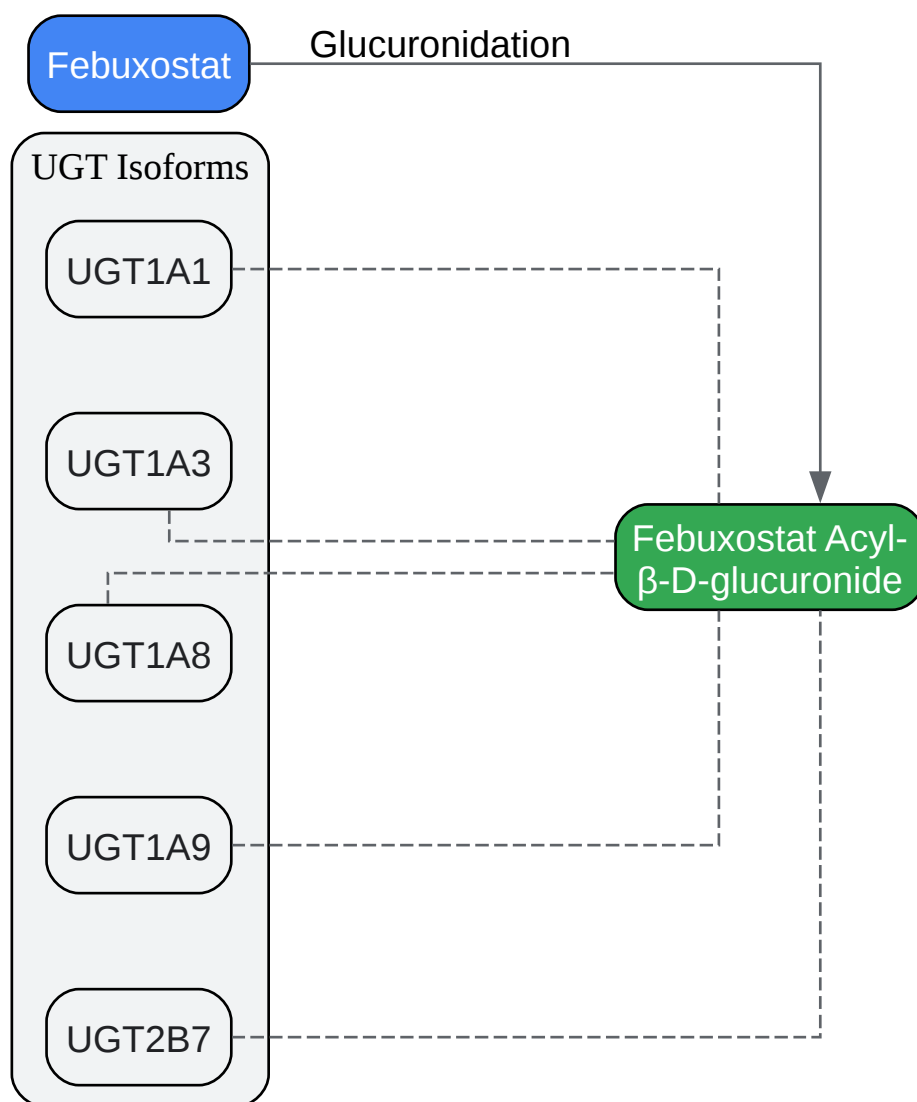 Febuxostat
Glucuronidation
UGT Isoforms
UGT1A1
UGT1A3
Febuxostat Acyl-
β-D-glucuronide
UGT1A8
UGT1A9
UGT2B7